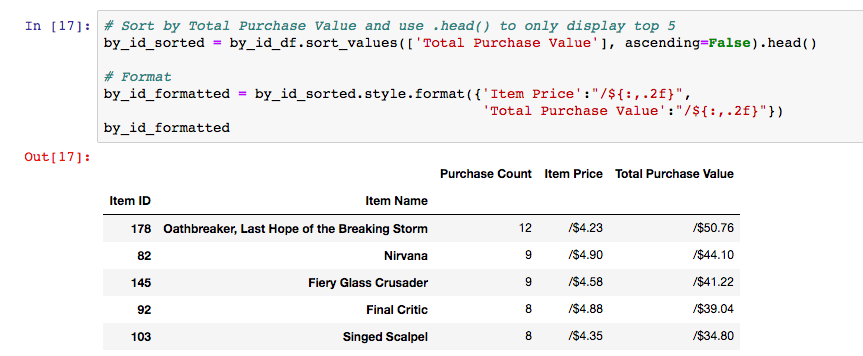 In [17]: # Sort by Total Purchase Value and use .head() to only display top 5
by_id_sorted = by_id_df.sort_values(['Total Purchase Value'], ascending=False).head()
# Format
by_id_formatted = by_id_sorted.style.format({'Item Price':"/${:,.2f}",
'Total Purchase Value':"/${:,.2f}"})
by_id_formatted
Out[17]:
Purchase Count Item Price Total Purchase Value
Item ID Item Name
178 Oathbreaker, Last Hope of the Breaking Storm 12 /$4.23 /$50.76
82 Nirvana 9 /$4.90 /$44.10
145 Fiery Glass Crusader 9 /$4.58 /$41.22
92 Final Critic 8 /$4.88 /$39.04
103 Singed Scalpel 8 /$4.35 /$34.80